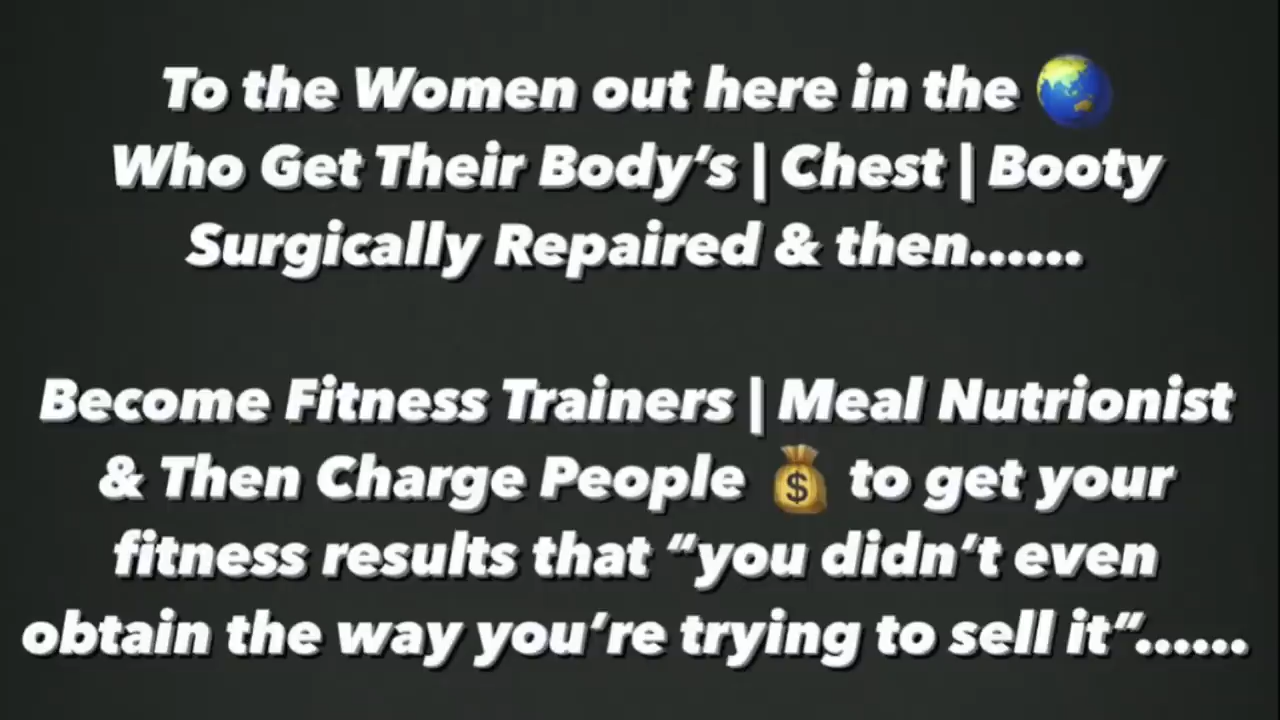 To the Women out here in the 🌏
Who Get Their Body’s | Chest | Booty
Surgically Repaired & then......
Become Fitness Trainers | Meal Nutrionist
& Then Charge People 💰 to get your
fitness results that “you didn’t even
obtain the way you’re trying to sell it”......